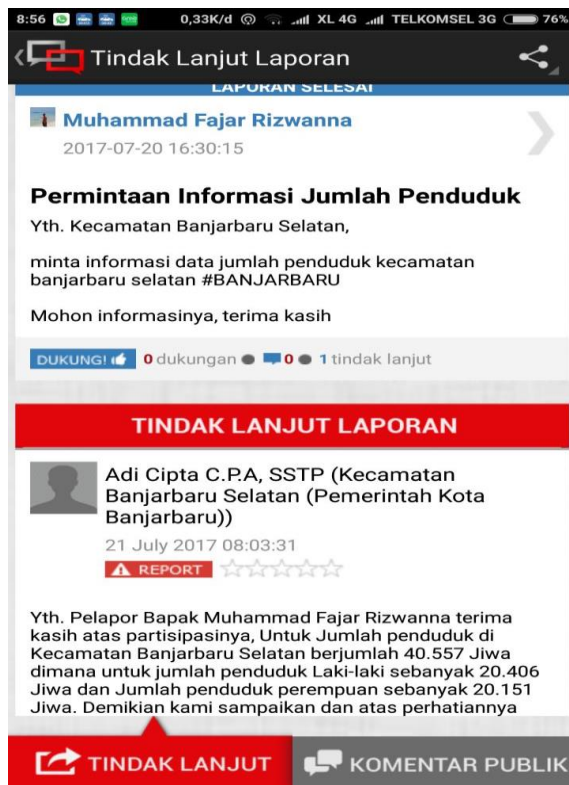 8:56 0,33K/d XL 4G TELKOMSEL 3G 76%
Tindak Lanjut Laporan
LAPORAN SELESAI
Muhammad Fajar Rizwanna
2017-07-20 16:30:15
Permintaan Informasi Jumlah Penduduk
Yth. Kecamatan Banjarbaru Selatan,
minta informasi data jumlah penduduk kecamatan
banjarbaru selatan #BANJARBARU
Mohon informasinya, terima kasih
DUKUNG! 0 dukungan 0 1 tindak lanjut
TINDAK LANJUT LAPORAN
Adi Cipta C.P.A, SSTP (Kecamatan
Banjarbaru Selatan (Pemerintah Kota
Banjarbaru))
21 July 2017 08:03:31
REPORT
Yth. Pelapor Bapak Muhammad Fajar Rizwanna terima
kasih atas partisipasinya, Untuk Jumlah penduduk di
Kecamatan Banjarbaru Selatan berjumlah 40.557 Jiwa
dimana untuk jumlah penduduk Laki-laki sebanyak 20.406
Jiwa dan Jumlah penduduk perempuan sebanyak 20.151
Jiwa. Demikian kami sampaikan dan atas perhatiannya
TINDAK LANJUT KOMENTAR PUBLIK